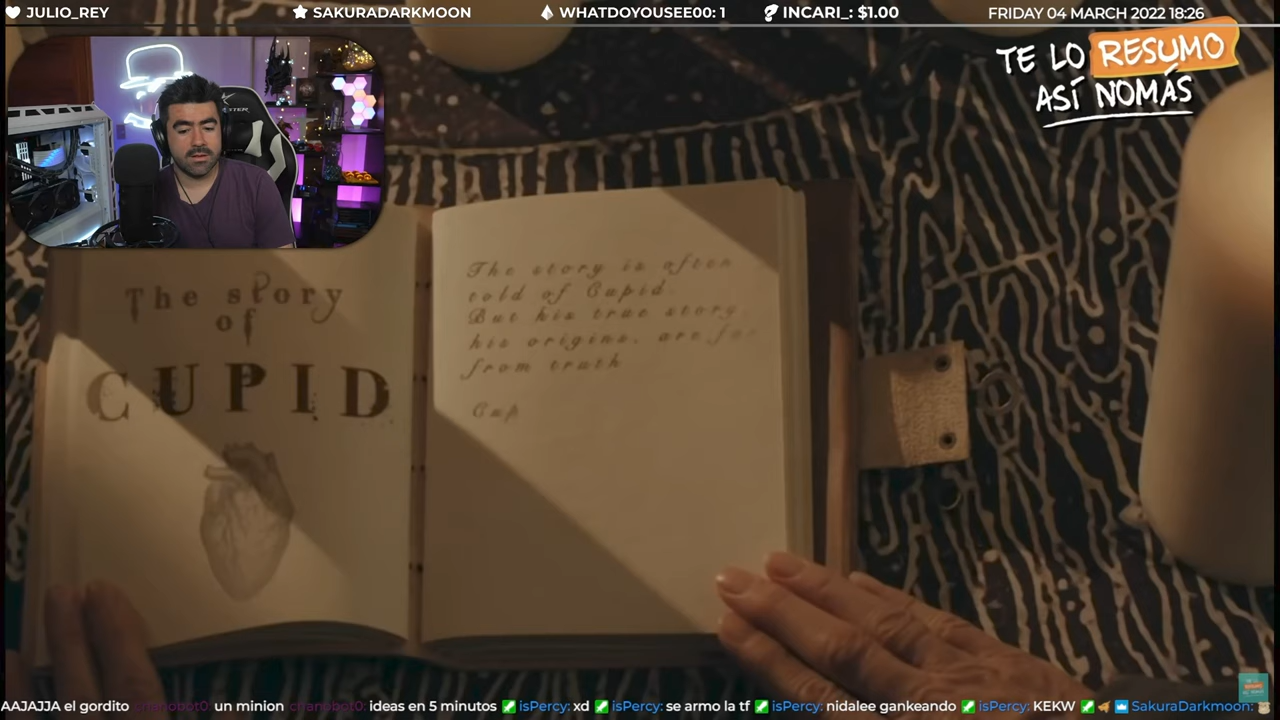 JULIO_REY
SAKURADARKMOON
WHATDOYOUSEE00: 1
INCARI_: $1.00
FRIDAY 04 MARCH 2022 18:26
TE LO RESUMO
ASÍ NOMÁS
The story
of
CUPID
The story is often
told of Cupid.
But his true story,
his origins, are far
from truth
Cup
AAJAJJA el gordito un minion ideas en 5 minutos isPercy: xd isPercy: se armo la tf isPercy: nidalee gankeando isPercy: KEKW SakuraDarkmoon: